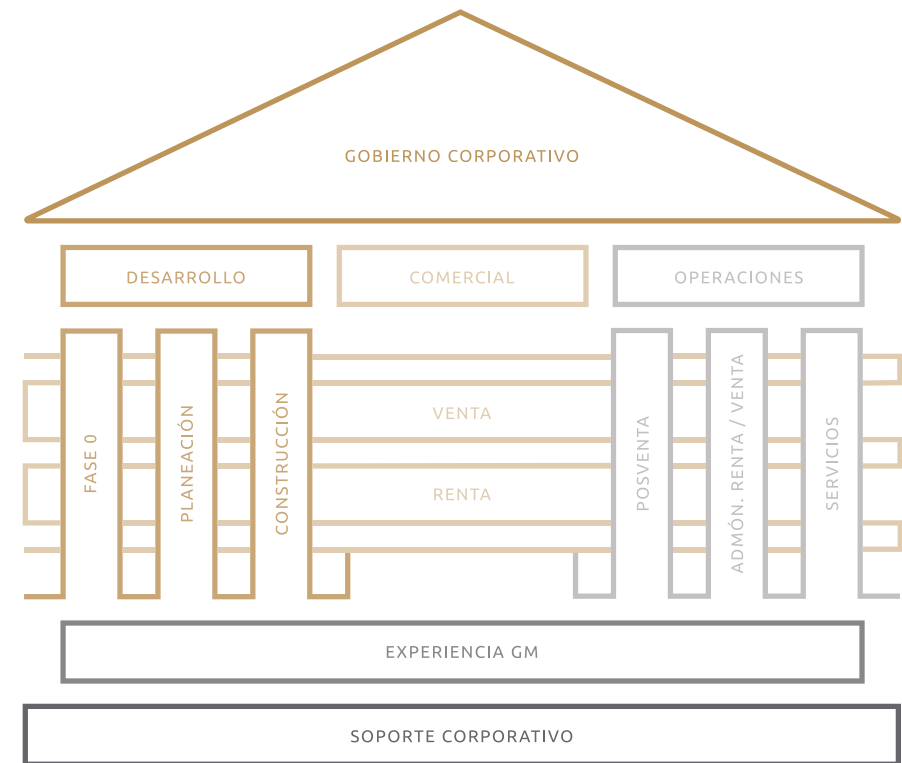 GOBIERNO CORPORATIVO
DESARROLLO
COMERCIAL
OPERACIONES
FASE 0
PLANEACIÓN
CONSTRUCCIÓN
VENTA
RENTA
POSVENTA
ADMÓN. RENTA / VENTA
SERVICIOS
EXPERIENCIA GM
SOPORTE CORPORATIVO